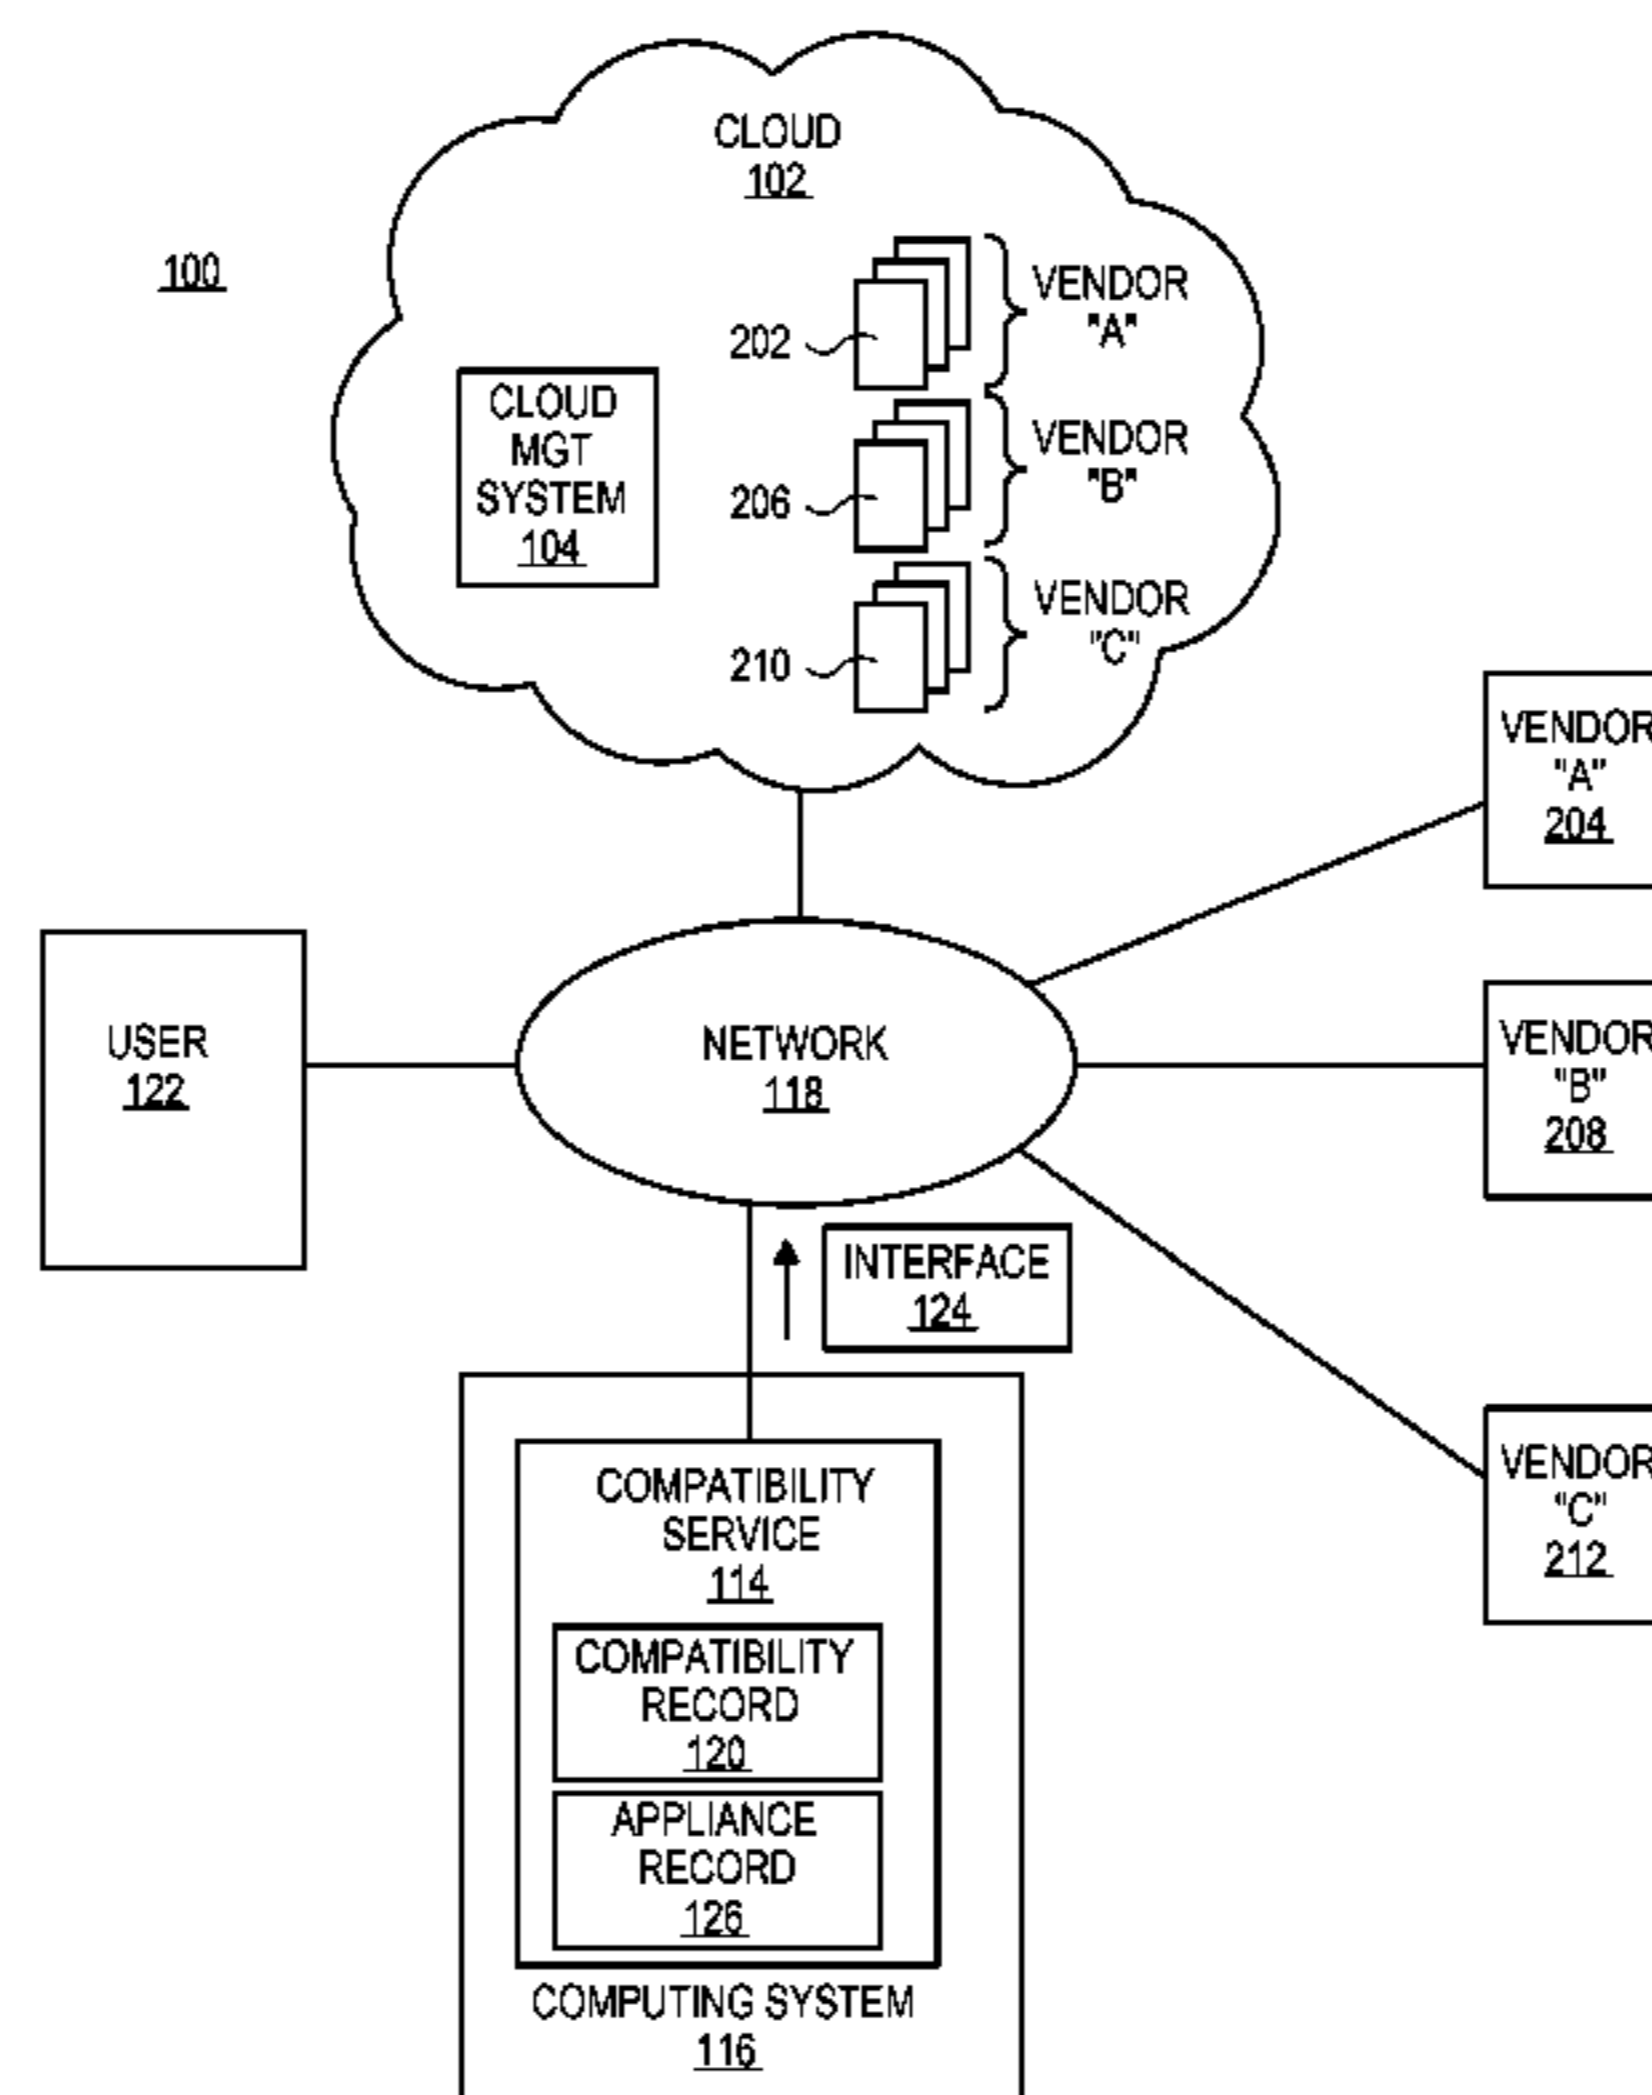 CLOUD
102
100
VENDOR
"A"
202
CLOUD
MGT
SYSTEM
104
VENDOR
"B"
206
VENDOR
"C"
210
VENDOR
"A"
204
USER
122
NETWORK
118
VENDOR
"B"
208
INTERFACE
124
VENDOR
"C"
212
COMPATIBILITY
SERVICE
114
COMPATIBILITY
RECORD
120
APPLIANCE
RECORD
126
COMPUTING SYSTEM
116